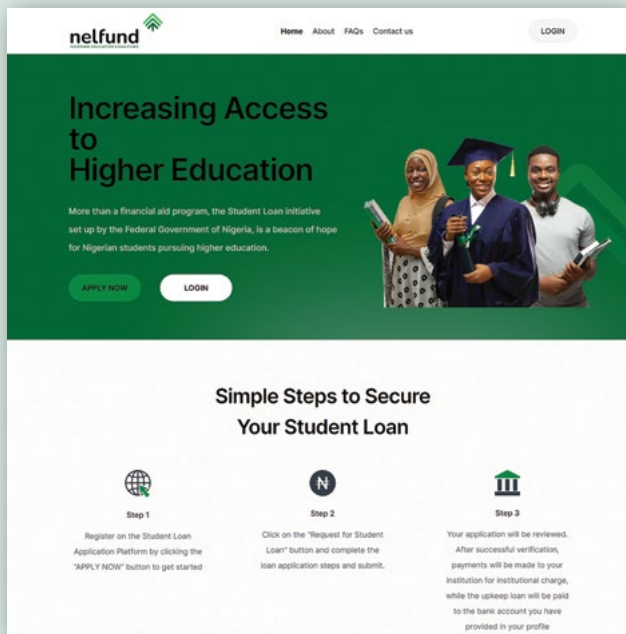 nelfund
NIGERIAN EDUCATION LOAN FUND
Home About FAQs Contact us
LOGIN
Increasing Access
to
Higher Education
More than a financial aid program, the Student Loan initiative
set up by the Federal Government of Nigeria, is a beacon of hope
for Nigerian students pursuing higher education.
APPLY NOW
LOGIN
Simple Steps to Secure
Your Student Loan
Step 1
Register on the Student Loan
Application Platform by clicking the
"APPLY NOW" button to get started
₦
Step 2
Click on the "Request for Student
Loan" button and complete the
loan application steps and submit.
Step 3
Your application will be reviewed.
After successful verification,
payments will be made to your
institution for institutional charge,
while the upkeep loan will be paid
to the bank account you have
provided in your profile